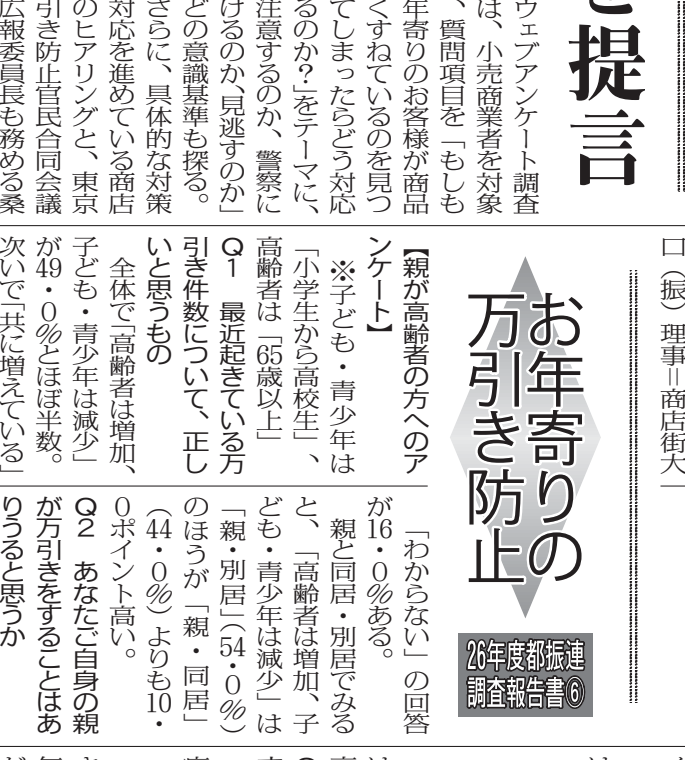 提言
ウェブアンケート調査
は、小売商業者を対象
、質問項目を「もしも
年寄りのお客様が商品
くすねているのを見つ
てしまったらどう対応
るのか?」をテーマに、
注意するのか、警察に
けるのか、見逃すのか」
どの意識基準も探る。
さらに、具体的な対策
対応を進めている商店
のヒアリングと、東京
引き防止官民合同会議
広報委員長も務める桑
口(振)理事=商店街大
お年寄りの
万引き防止
26年度都振連
調査報告書⑥
【親が高齢者の方へのア
ンケート】
※子ども・青少年は
「小学生から高校生」、
高齢者は「65歳以上」
Q1 最近起きている万
引き件数について、正し
いと思うもの
全体で「高齢者は増加、
子ども・青少年は減少」
が49・0%とほぼ半数。
次いで「共に増えている」
「わからない」の回答
が16・0%ある。
親と同居・別居でみる
と、「高齢者は増加、子
ども・青少年は減少」は
「親・別居」(54・0%)
のほうが「親・同居」
(44・0%)よりも10・
0ポイント高い。
Q2 あなたご自身の親
が万引きをすることはあ
りうると思うか